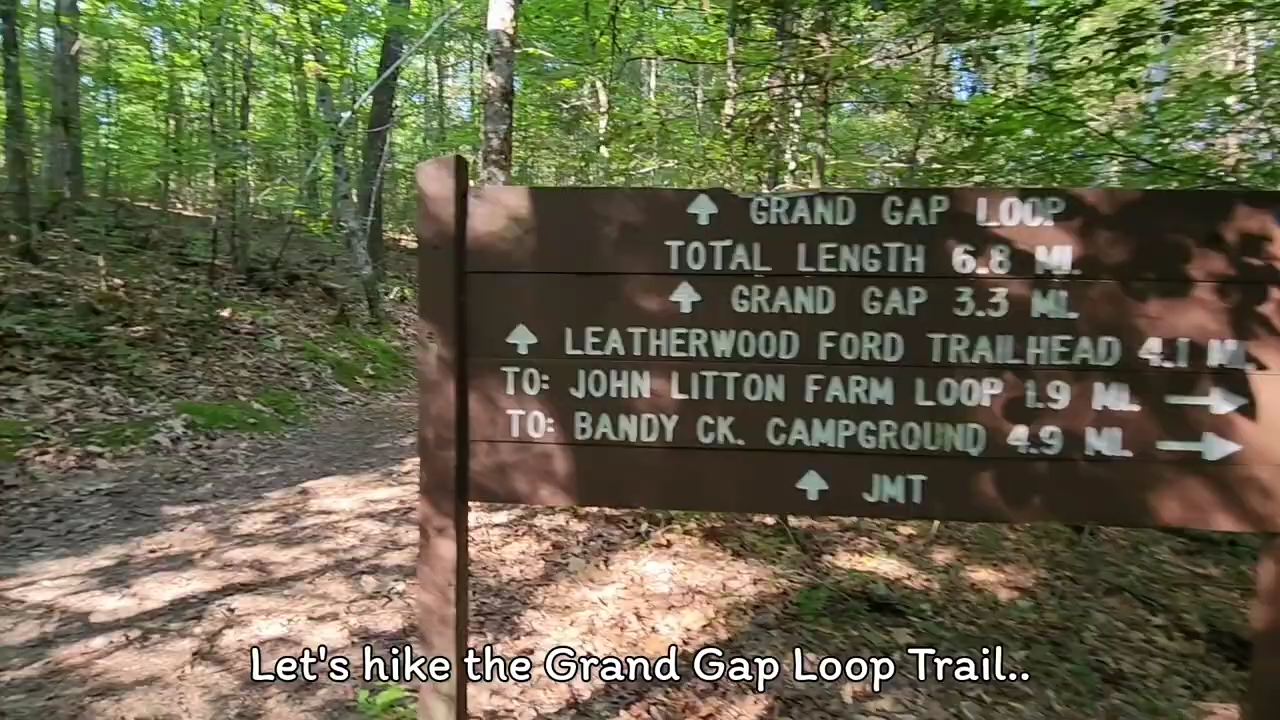 ↑ GRAND GAP LOOP
TOTAL LENGTH 6.8 MI.
↑ GRAND GAP 3.3 MI.
↑ LEATHERWOOD FORD TRAILHEAD 4.1 MI.
TO: JOHN LITTON FARM LOOP 1.9 MI. →
TO: BANDY CK. CAMPGROUND 4.9 MI. →
↑ JMT
Let's hike the Grand Gap Loop Trail..